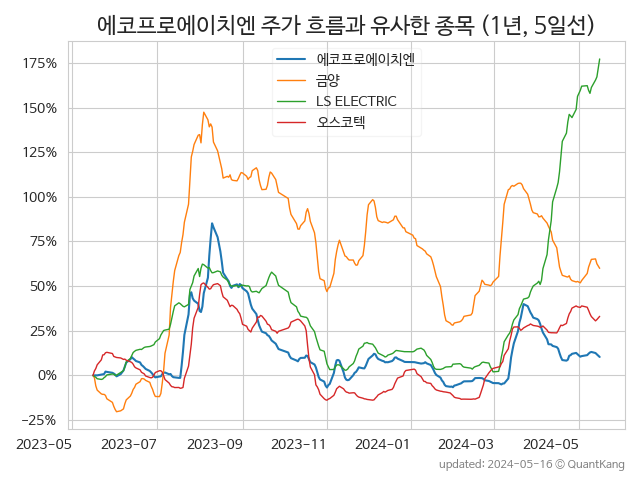 에코프로에이치엔 주가 흐름과 유사한 종목 (1년, 5일선)
에코프로에이치엔
금양
LS ELECTRIC
오스코텍
175%
150%
125%
100%
75%
50%
25%
0%
−25%
2023-05 2023-07 2023-09 2023-11 2024-01 2024-03 2024-05
updated: 2024-05-16 ⓒ QuantKang